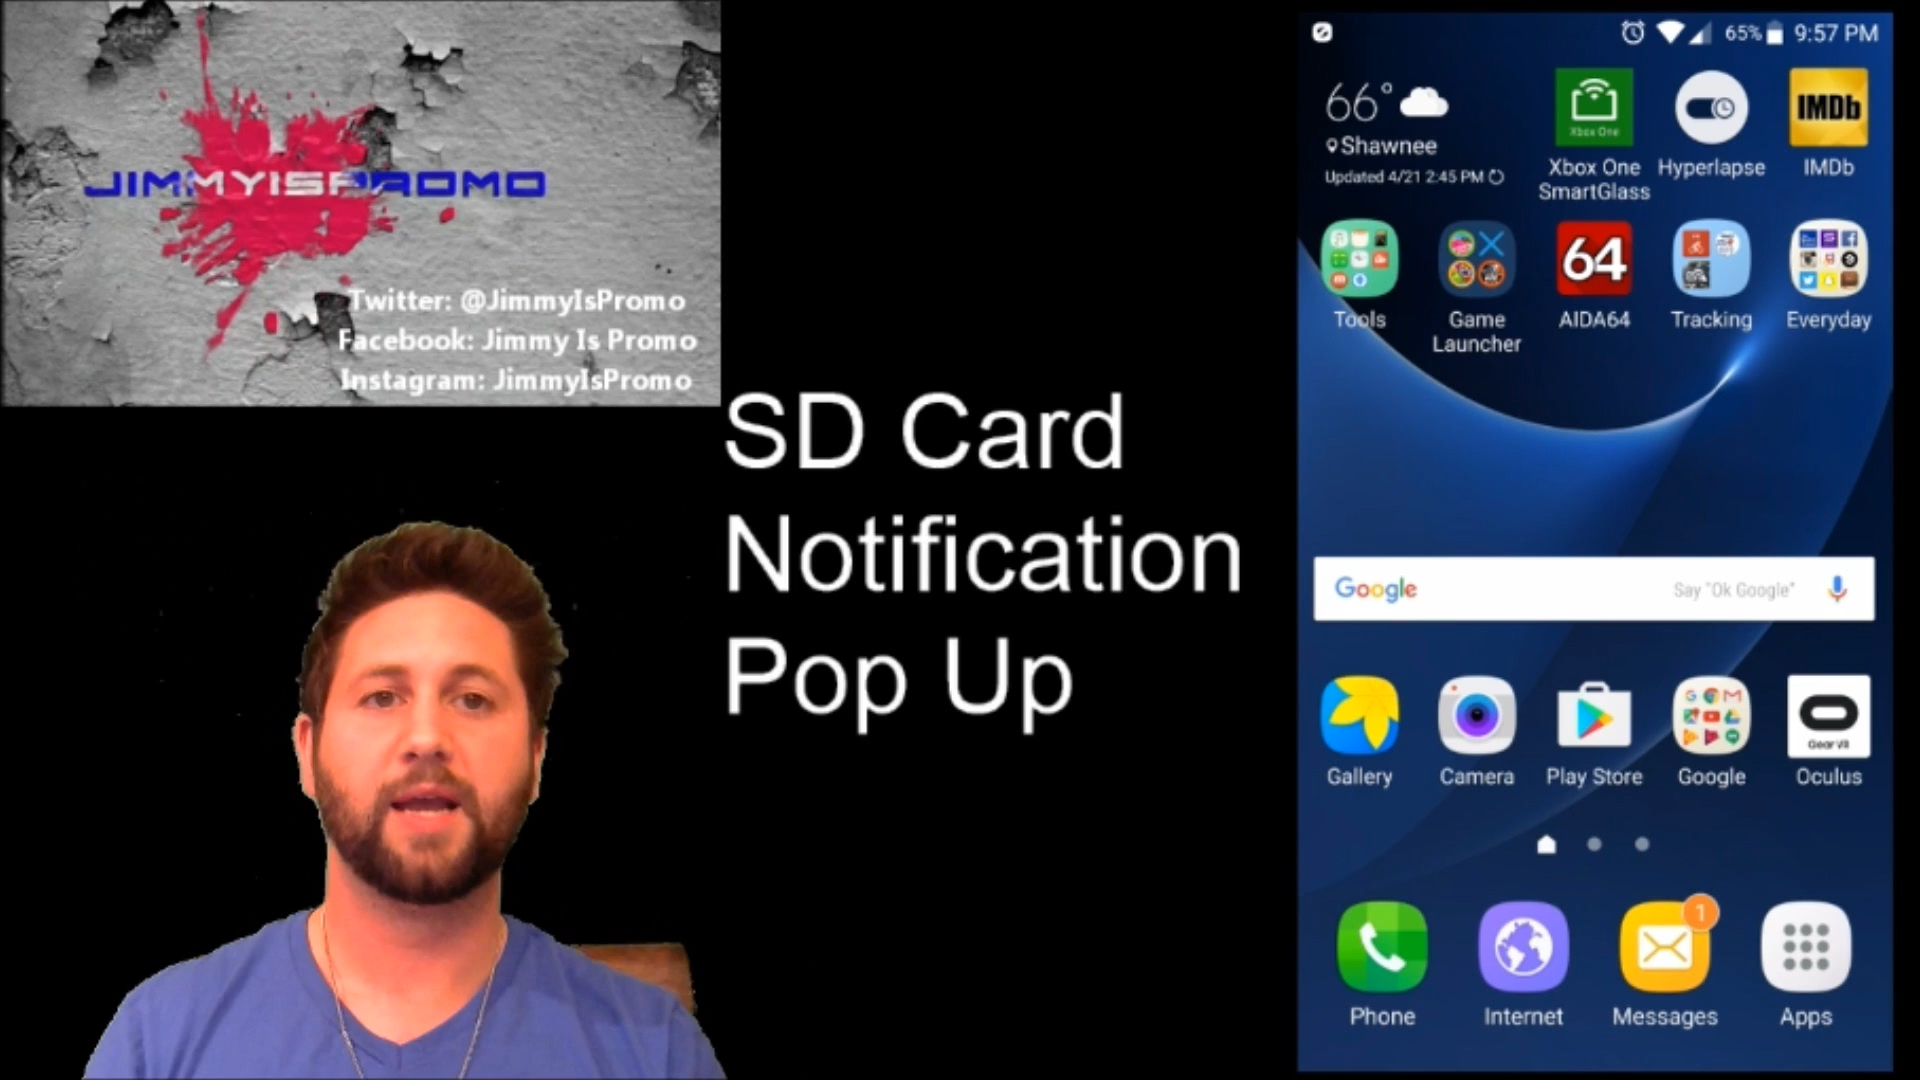 JIMMYISPROMO
Twitter: @JimmyIsPromo
Facebook: Jimmy Is Promo
Instagram: JimmyIsPromo
SD Card
Notification
Pop Up
65% 9:57 PM
66°
Shawnee
Updated 4/21 2:45 PM
Xbox One
IMDb
Xbox One
SmartGlass
Hyperlapse
IMDb
64
Tools
Game
Launcher
AIDA64
Tracking
Everyday
Google
Say "Ok Google"
Gear VR
Gallery
Camera
Play Store
Google
Oculus
1
Phone
Internet
Messages
Apps